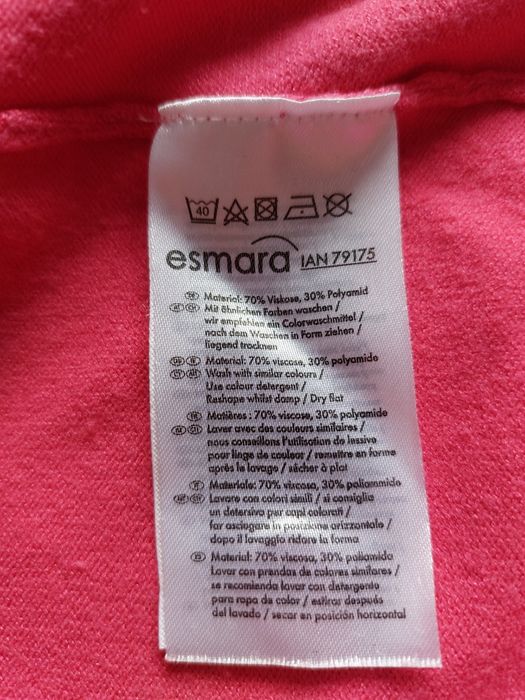 40
esmara IAN 79175
DE Material: 70% Viskose, 30% Polyamid
AT CH Mit ähnlichen Farben waschen /
wir empfehlen ein Colorwaschmittel /
nach dem Waschen in Form ziehen /
liegend trocknen
Material: 70% viscose, 30% polyamide
Wash with similar colours /
Use colour detergent /
Reshape whilst damp / Dry flat
Matières : 70% viscose, 30% polyamide
Laver avec des couleurs similaires /
nous conseillons l'utilisation de lessive
pour linge de couleur / remettre en forme
après le lavage / sécher à plat
IT Materiale: 70% viscosa, 30% poliammide
Lavare con colori simili / si consiglia
un detersivo per capi colorati /
far asciugare in posizione orizzontale /
dopo il lavaggio ridare la forma
ES Material: 70% viscosa, 30% poliamida
Lavar con prendas de colores similares /
se recomienda lavar con detergente
para ropa de color / estirar después
del lavado / secar en posición horizontal